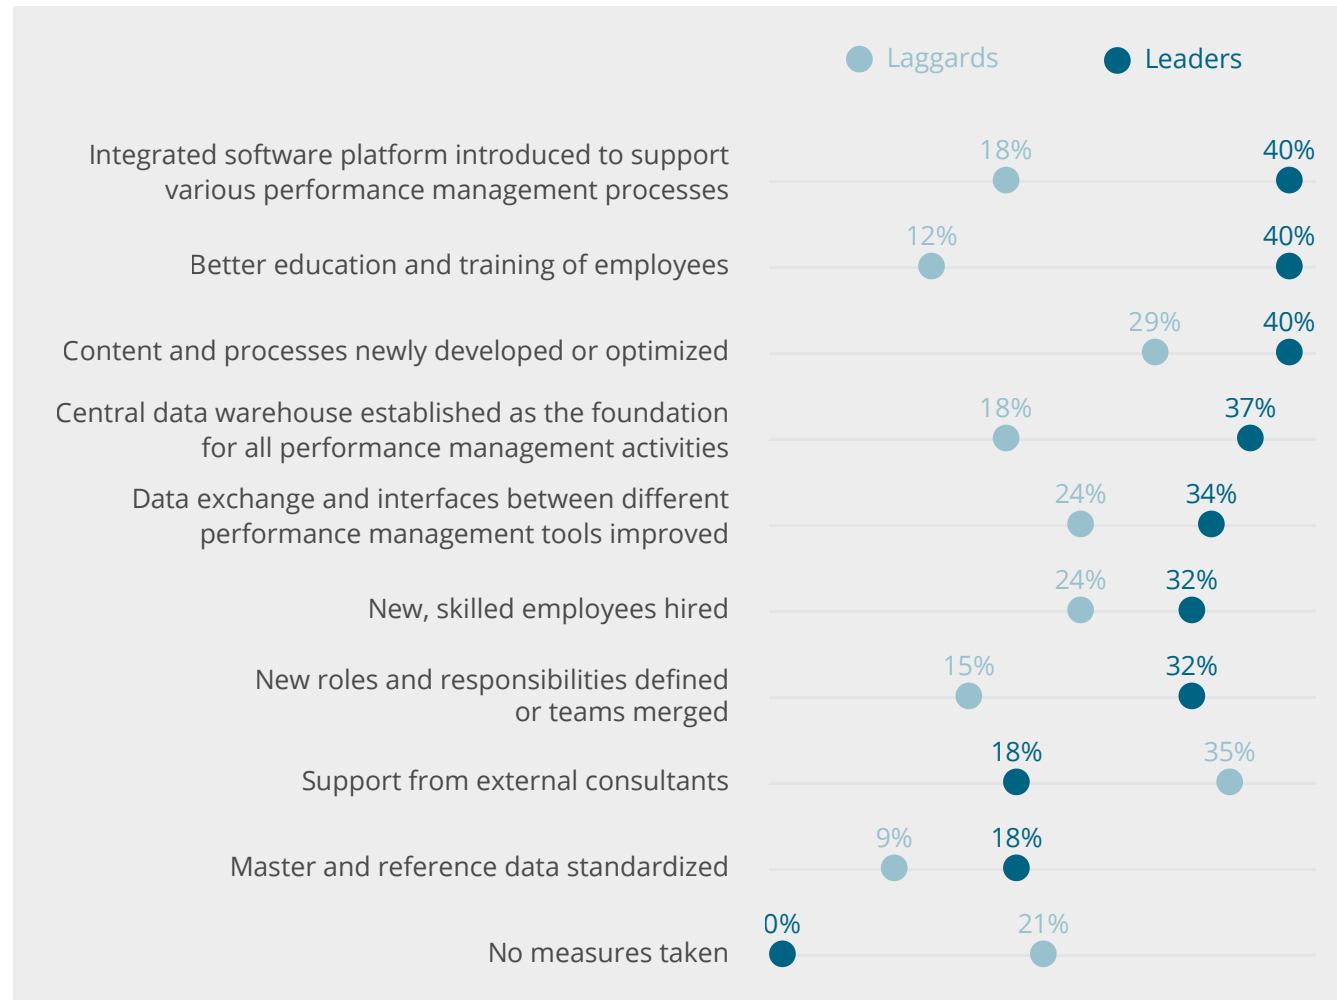 Laggards Leaders
Integrated software platform introduced to support
various performance management processes
18% 40%
Better education and training of employees
12% 40%
Content and processes newly developed or optimized
29% 40%
Central data warehouse established as the foundation
for all performance management activities
18% 37%
Data exchange and interfaces between different
performance management tools improved
24% 34%
New, skilled employees hired
24% 32%
New roles and responsibilities defined
or teams merged
15% 32%
Support from external consultants
18% 35%
Master and reference data standardized
9% 18%
No measures taken
0% 21%